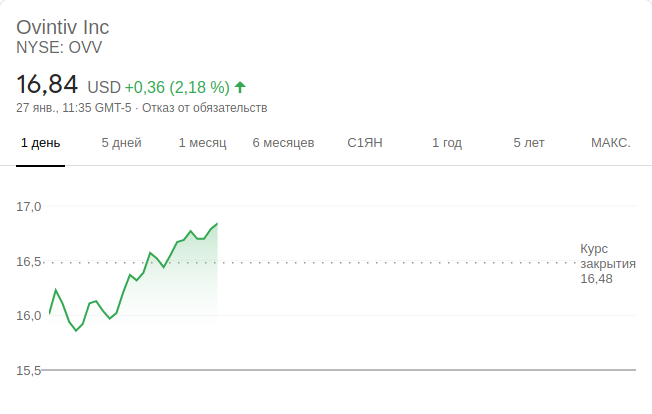 Ovintiv Inc
NYSE: OVV
16,84 USD +0,36 (2,18 %)
27 янв., 11:35 GMT-5 · Отказ от обязательств
1 день 5 дней 1 месяц 6 месяцев С1ЯН 1 год 5 лет МАКС.
17,0
16,5
Курс
закрытия
16,48
16,0
15,5